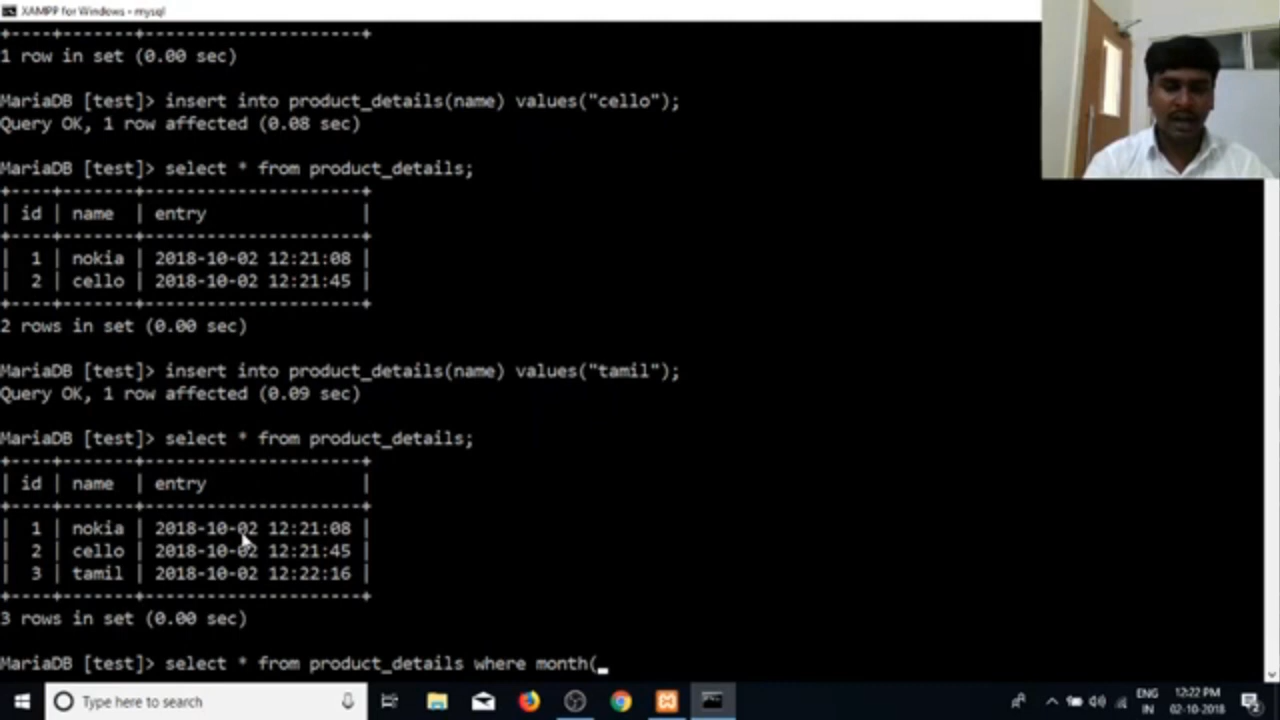 XAMPP for Windows - mysql
+----+-------+---------------------+
1 row in set (0.00 sec)
MariaDB [test]> insert into product_details(name) values("cello");
Query OK, 1 row affected (0.08 sec)
MariaDB [test]> select * from product_details;
+----+-------+---------------------+
| id | name  | entry               |
+----+-------+---------------------+
|  1 | nokia | 2018-10-02 12:21:08 |
|  2 | cello | 2018-10-02 12:21:45 |
+----+-------+---------------------+
2 rows in set (0.00 sec)
MariaDB [test]> insert into product_details(name) values("tamil");
Query OK, 1 row affected (0.09 sec)
MariaDB [test]> select * from product_details;
+----+-------+---------------------+
| id | name  | entry               |
+----+-------+---------------------+
|  1 | nokia | 2018-10-02 12:21:08 |
|  2 | cello | 2018-10-02 12:21:45 |
|  3 | tamil | 2018-10-02 12:22:16 |
+----+-------+---------------------+
3 rows in set (0.00 sec)
MariaDB [test]> select * from product_details where month(_
Type here to search
ENG 12:22 PM
IN 02-10-2018
2